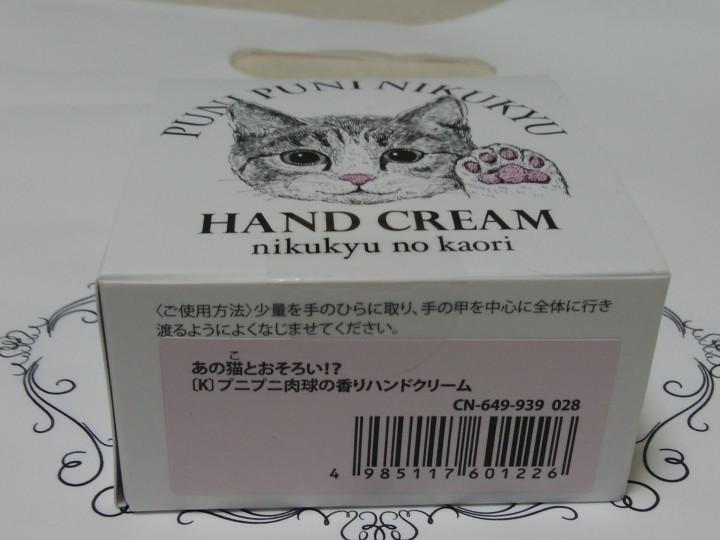 PUNI PUNI NIKUKYU
HAND CREAM
nikukyu no kaori
〈ご使用方法〉少量を手のひらに取り、手の甲を中心に全体に行き
渡るようによくなじませてください。
こ
あの猫とおそろい!?
〔K〕プニプニ肉球の香りハンドクリーム
CN-649-939 028
4 985117 601226